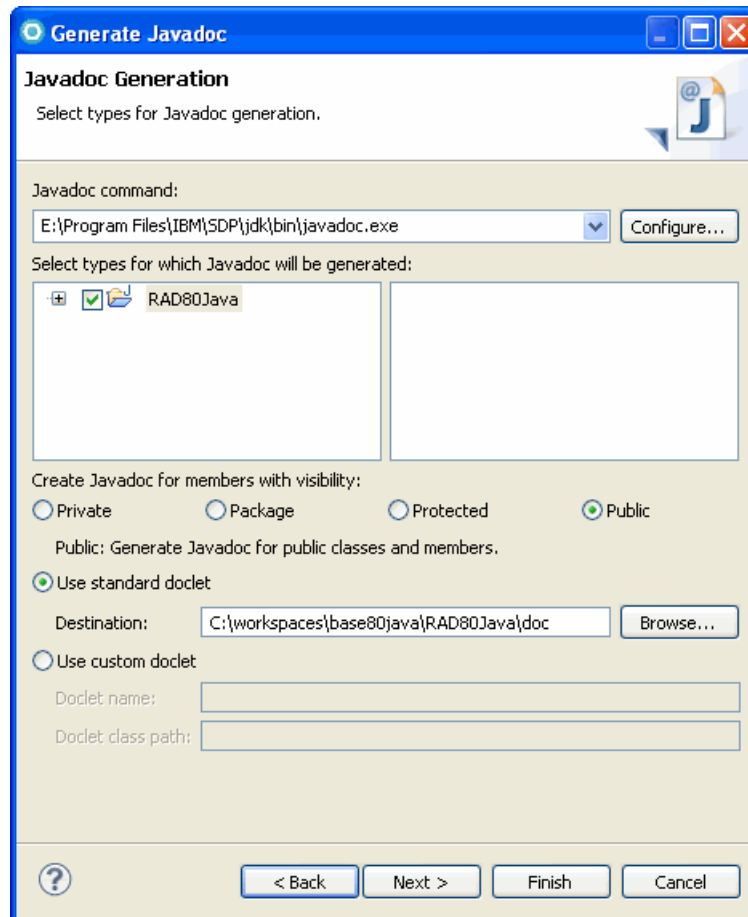 Generate Javadoc
Javadoc Generation
Select types for Javadoc generation.
@
J
Javadoc command:
E:\Program Files\IBM\SDP\jdk\bin\javadoc.exe
Configure...
Select types for which Javadoc will be generated:
RAD80Java
Create Javadoc for members with visibility:
Private Package Protected Public
Public: Generate Javadoc for public classes and members.
Use standard doclet
Destination: C:\workspaces\base80java\RAD80Java\doc Browse...
Use custom doclet
Doclet name:
Doclet class path:
? < Back Next > Finish Cancel